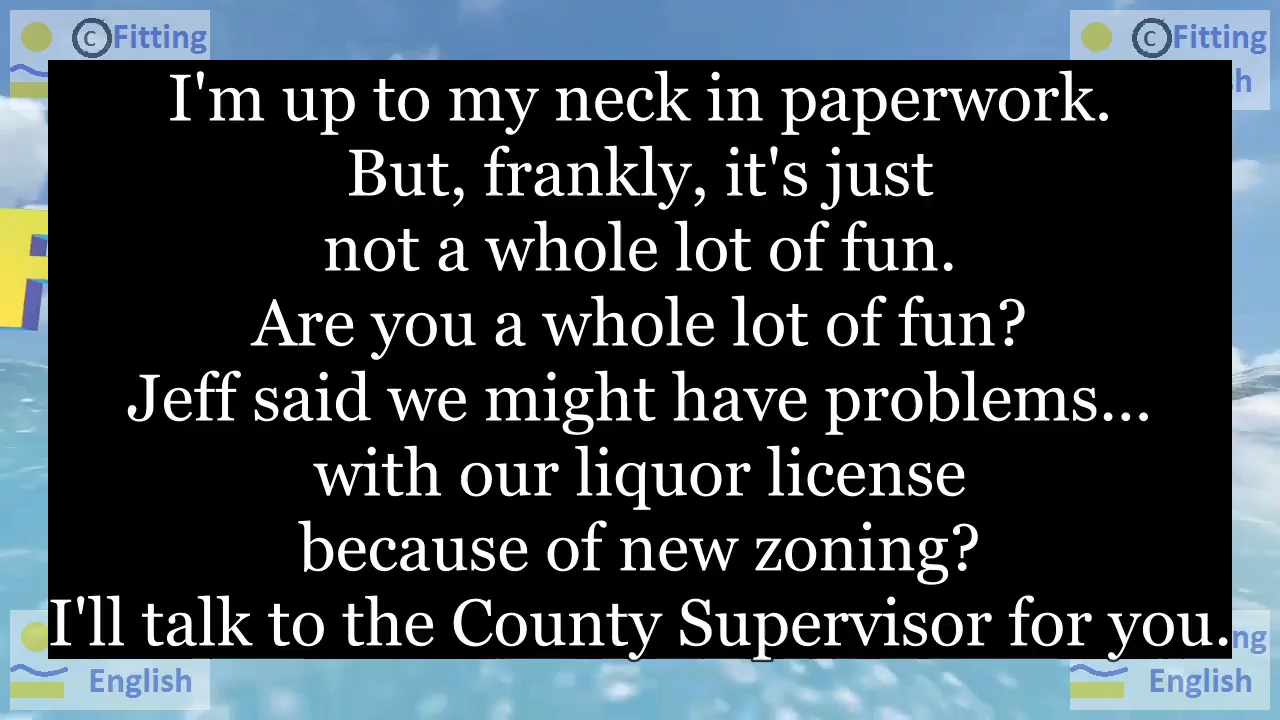 ©Fitting
©Fitting
I'm up to my neck in paperwork.
But, frankly, it's just
not a whole lot of fun.
Are you a whole lot of fun?
Jeff said we might have problems...
with our liquor license
because of new zoning?
I'll talk to the County Supervisor for you.
English
English